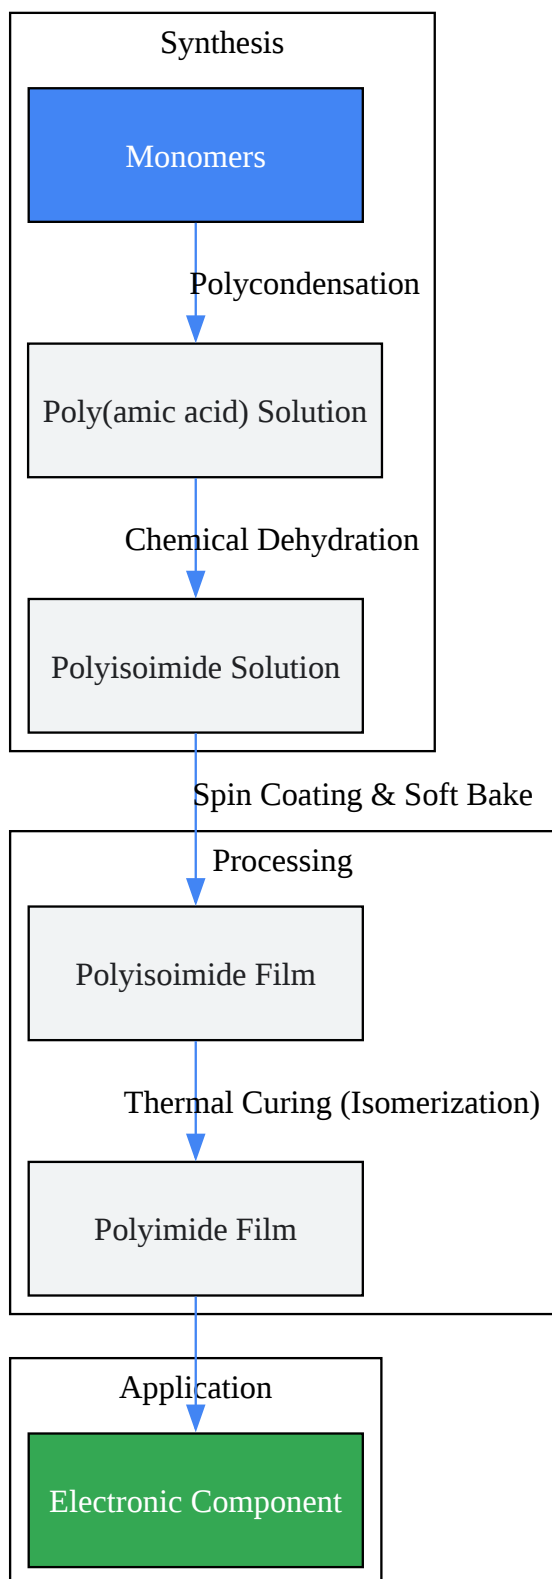 Synthesis
Monomers
Polycondensation
Poly(amic acid) Solution
Chemical Dehydration
Polyisoimide Solution
Spin Coating & Soft Bake
Processing
Polyisoimide Film
Thermal Curing (Isomerization)
Polyimide Film
Application
Electronic Component